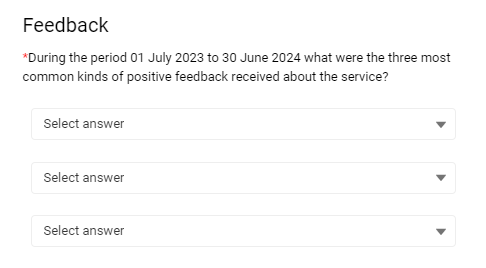 Feedback
*During the period 01 July 2023 to 30 June 2024 what were the three most
common kinds of positive feedback received about the service?
Select answer
Select answer
Select answer